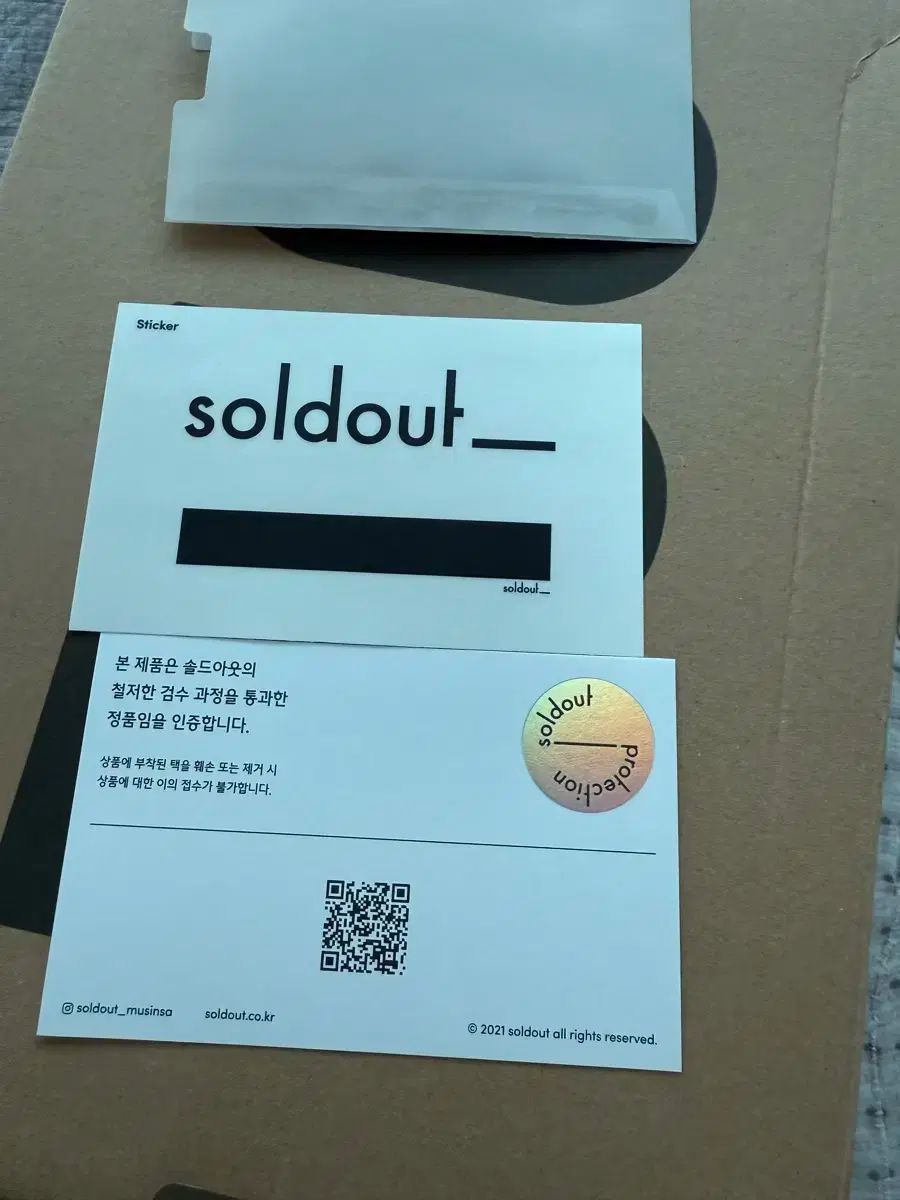 Sticker
soldout_
soldout_
본 제품은 솔드아웃의
철저한 검수 과정을 통과한
정품임을 인증합니다.
상품에 부착된 택을 훼손 또는 제거 시
상품에 대한 이의 접수가 불가합니다.
soldout
protection
soldout_musinsa
soldout.co.kr
© 2021 soldout all rights reserved.